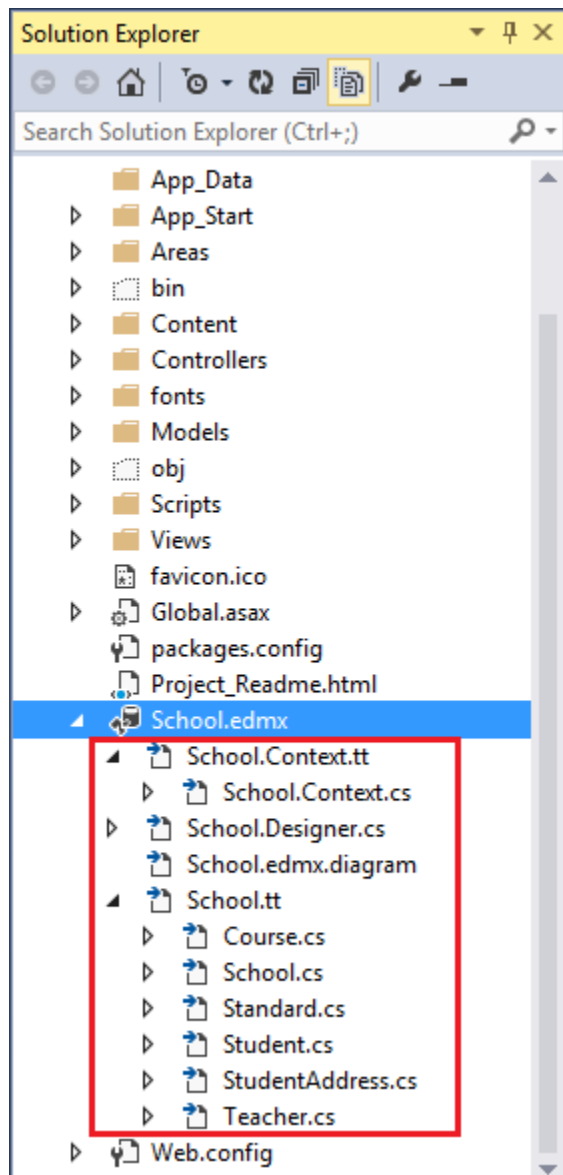 Solution Explorer
Search Solution Explorer (Ctrl+;)
App_Data
App_Start
Areas
bin
Content
Controllers
fonts
Models
obj
Scripts
Views
favicon.ico
Global.asax
packages.config
Project_Readme.html
School.edmx
School.Context.tt
School.Context.cs
School.Designer.cs
School.edmx.diagram
School.tt
Course.cs
School.cs
Standard.cs
Student.cs
StudentAddress.cs
Teacher.cs
Web.config